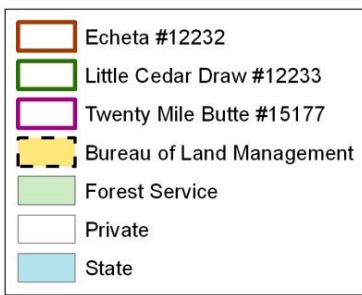 Echeta #12232
Little Cedar Draw #12233
Twenty Mile Butte #15177
Bureau of Land Management
Forest Service
Private
State